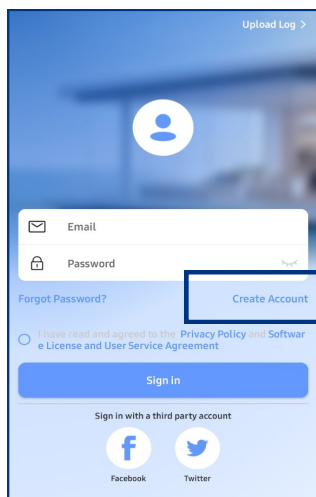 Upload Log >
Email
Password
Forgot Password?
Create Account
I have read and agreed to the Privacy Policy and Softwar
e License and User Service Agreement
Sign in
Sign in with a third party account
Facebook
Twitter